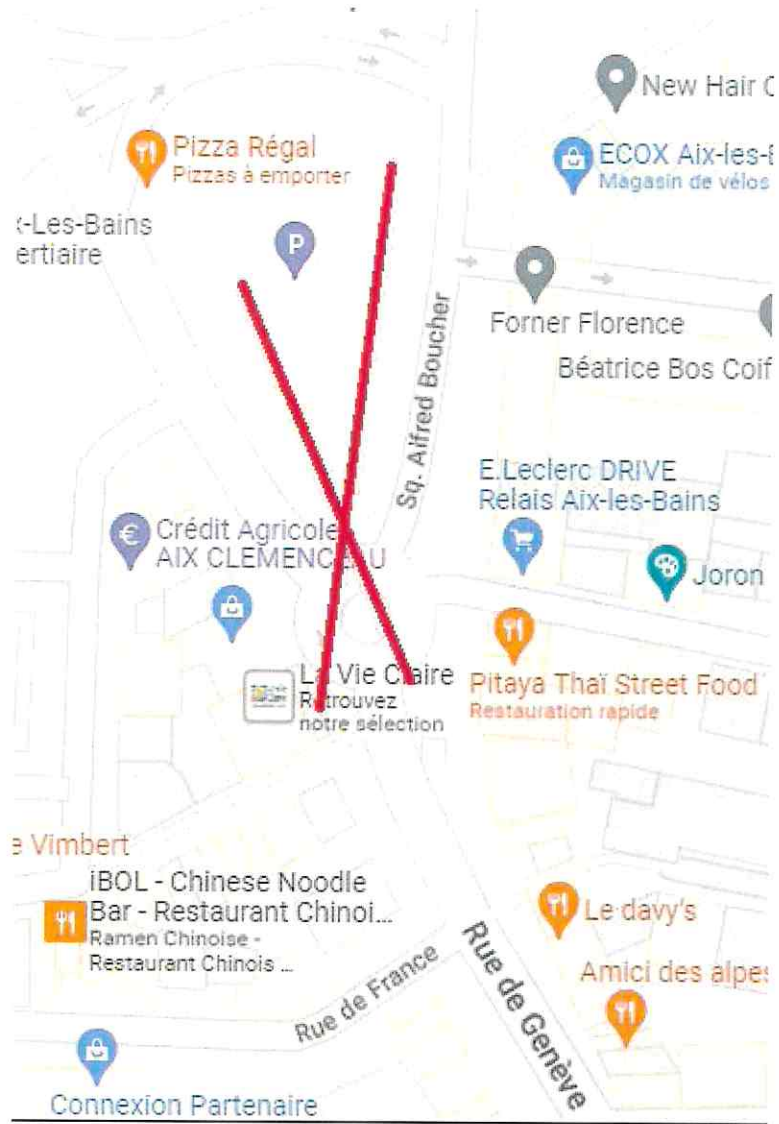 New Hair C
Pizza Régal
Pizzas à emporter
ECOX Aix-les-B
Magasin de vélos
-Les-Bains
ertiaire
P
Forner Florence
Béatrice Bos Coif
Sq. Alfred Boucher
E.Leclerc DRIVE
Relais Aix-les-Bains
Crédit Agricole
AIX CLEMENCEAU
Joron
La Vie Claire
Retrouvez
notre sélection
Pitaya Thaï Street Food
Restauration rapide
e Vimbert
iBOL - Chinese Noodle
Bar - Restaurant Chinoi...
Ramen Chinoise -
Restaurant Chinois ...
Le davy's
Rue de France
Rue de Genève
Amici des alpes
Connexion Partenaire